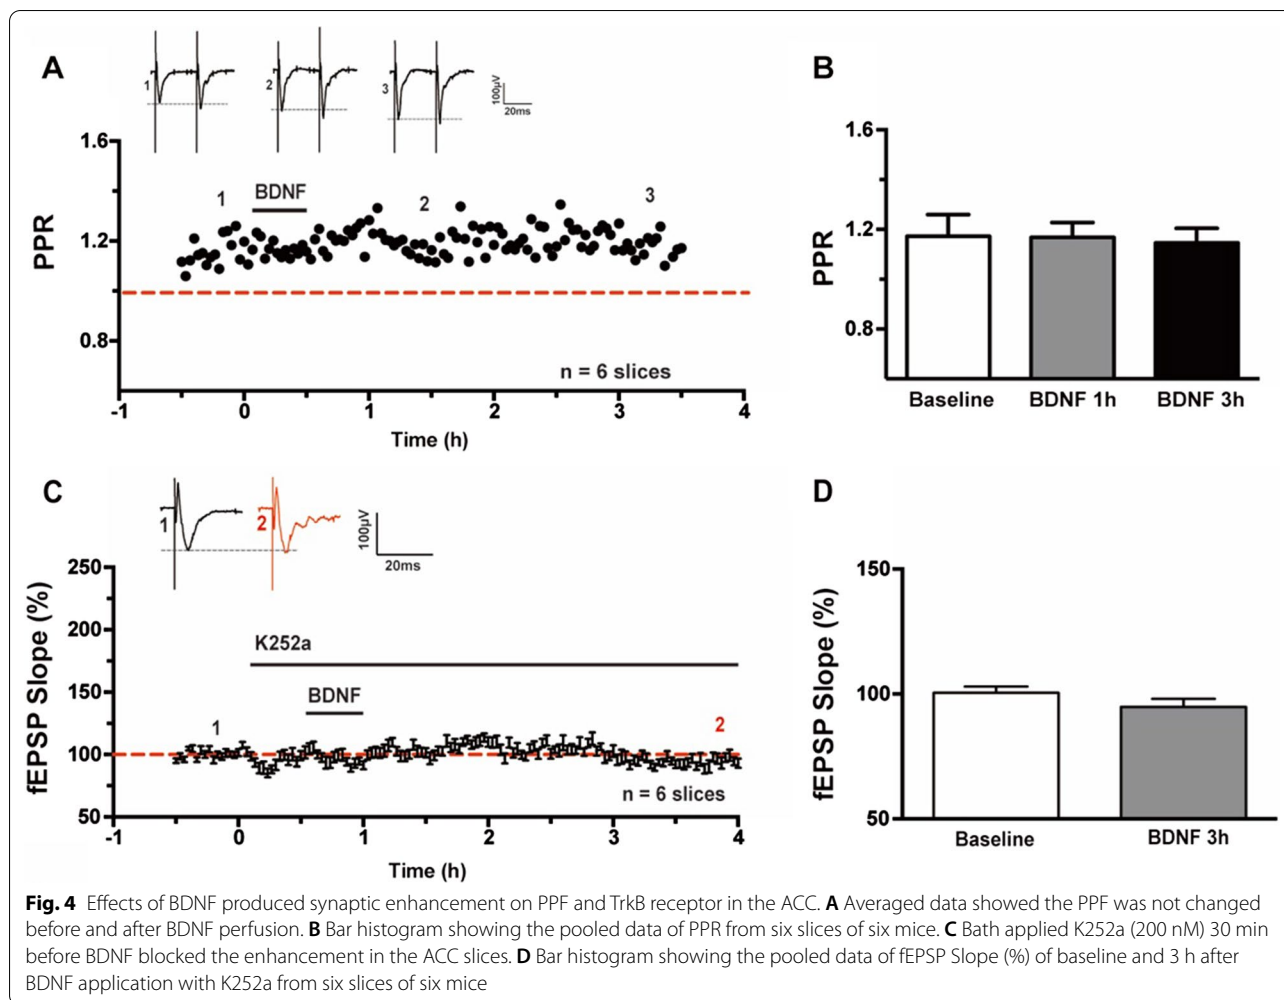 A
1
2
3
100µV
20ms
1.6
1.2
0.8
PPR
1
BDNF
2
3
n = 6 slices
-1
0
1
2
3
4
Time (h)
B
1.6
1.2
0.8
PPR
Baseline
BDNF 1h
BDNF 3h
C
1
2
100µV
20ms
250
200
150
100
50
fEPSP Slope (%)
K252a
BDNF
1
2
n = 6 slices
-1
0
1
2
3
4
Time (h)
D
150
100
50
fEPSP Slope (%)
Baseline
BDNF 3h
Fig. 4 Effects of BDNF produced synaptic enhancement on PPF and TrkB receptor in the ACC. A Averaged data showed the PPF was not changed
before and after BDNF perfusion. B Bar histogram showing the pooled data of PPR from six slices of six mice. C Bath applied K252a (200 nM) 30 min
before BDNF blocked the enhancement in the ACC slices. D Bar histogram showing the pooled data of fEPSP Slope (%) of baseline and 3 h after
BDNF application with K252a from six slices of six mice